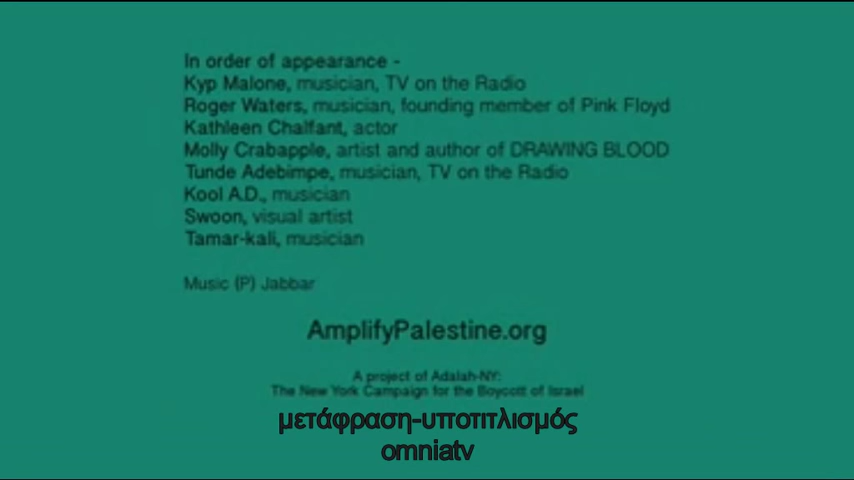 In order of appearance -
Kyp Malone, musician, TV on the Radio
Roger Waters, musician, founding member of Pink Floyd
Kathleen Chalfant, actor
Molly Crabapple, artist and author of DRAWING BLOOD
Tunde Adebimpe, musician, TV on the Radio
Kool A.D., musician
Swoon, visual artist
Tamar-kali, musician
Music (P) Jabbar
AmplifyPalestine.org
A project of Adalah-NY:
The New York Campaign for the Boycott of Israel
μετάφραση-υποτιτλισμός
omniatv